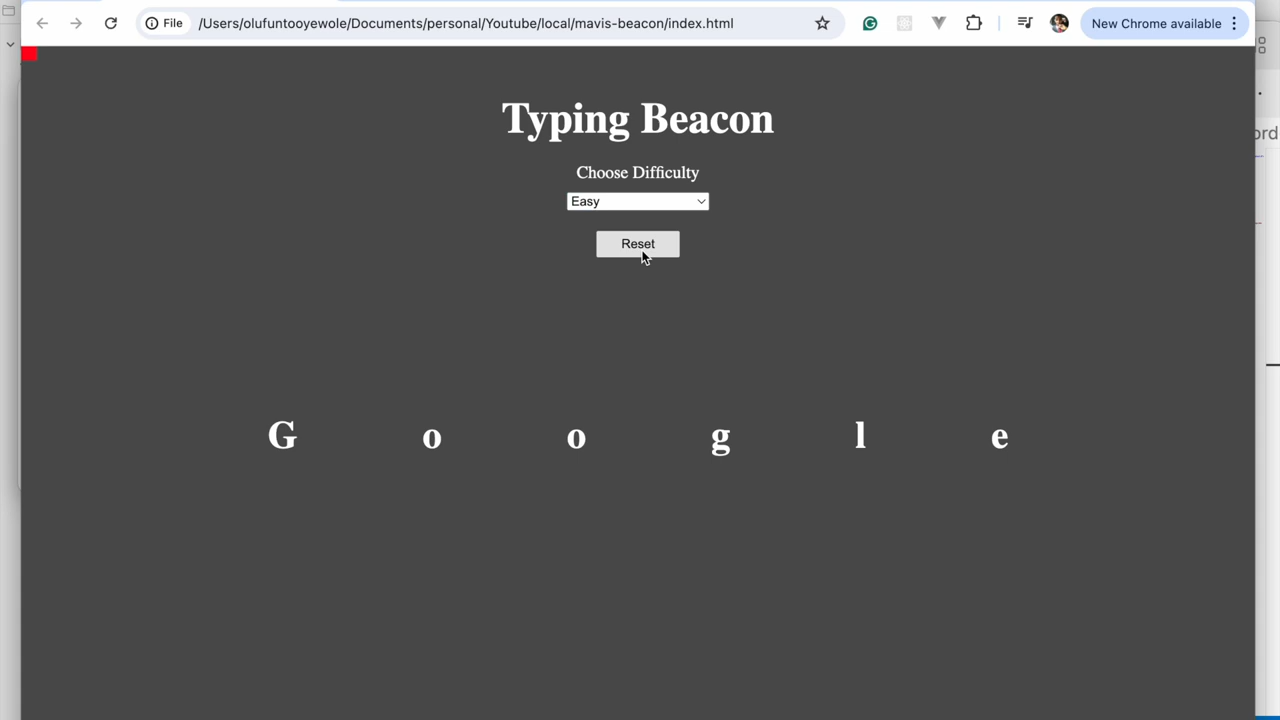 File /Users/olufuntooyewole/Documents/personal/Youtube/local/mavis-beacon/index.html New Chrome available
Typing Beacon
Choose Difficulty
Easy
Reset
G o o g l e